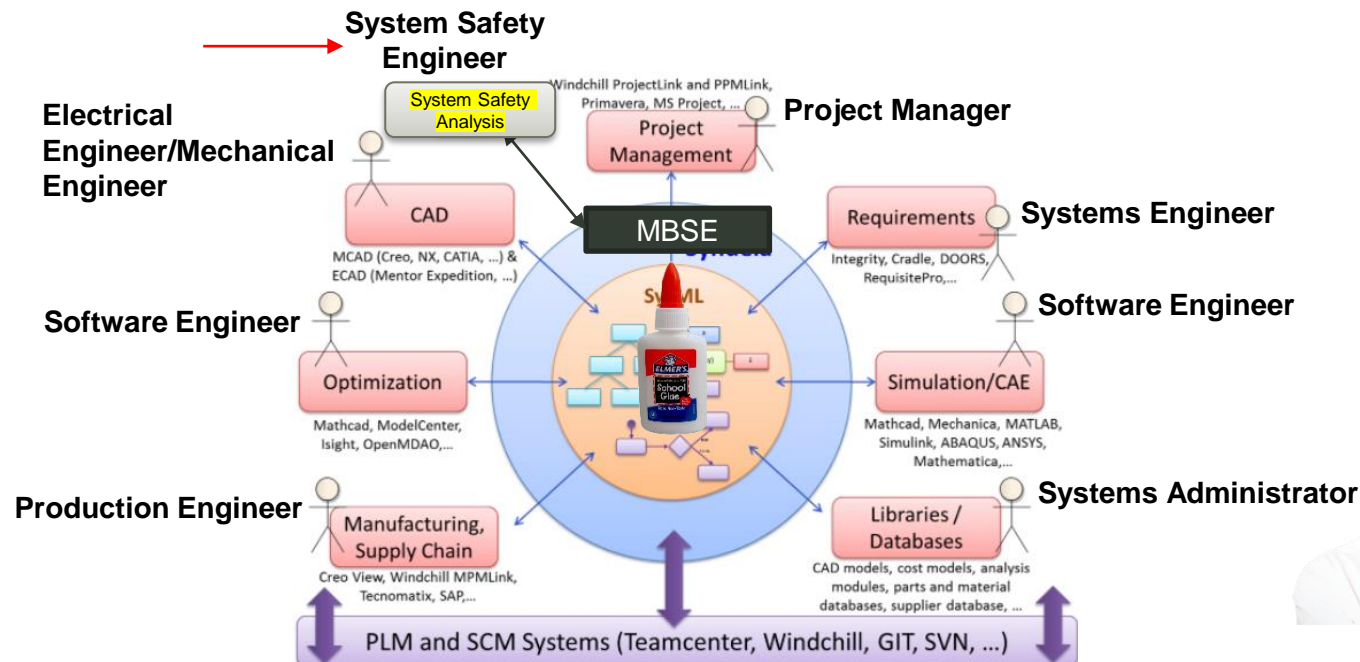 System Safety
Engineer
System Safety
Analysis
Windchill ProjectLink and PPMLink,
Primavera, MS Project, ...
Project
Management
Project Manager
Electrical
Engineer/Mechanical
Engineer
CAD
MCAD (Creo, NX, CATIA, ...) &
ECAD (Mentor Expedition, ...)
MBSE
Requirements
Integrity, Cradle, DOORS,
RequisitePro,...
Systems Engineer
Software Engineer
Optimization
Mathcad, ModelCenter,
Isight, OpenMDAO,...
ELMER'S
School
Glue
Software Engineer
Simulation/CAE
Mathcad, Mechanica, MATLAB,
Simulink, ABAQUS, ANSYS,
Mathematica,...
Production Engineer
Manufacturing,
Supply Chain
Creo View, Windchill MPMLink,
Tecnomatix, SAP,...
Systems Administrator
Libraries /
Databases
CAD models, cost models, analysis
modules, parts and material
databases, supplier database, ...
PLM and SCM Systems (Teamcenter, Windchill, GIT, SVN, ...)